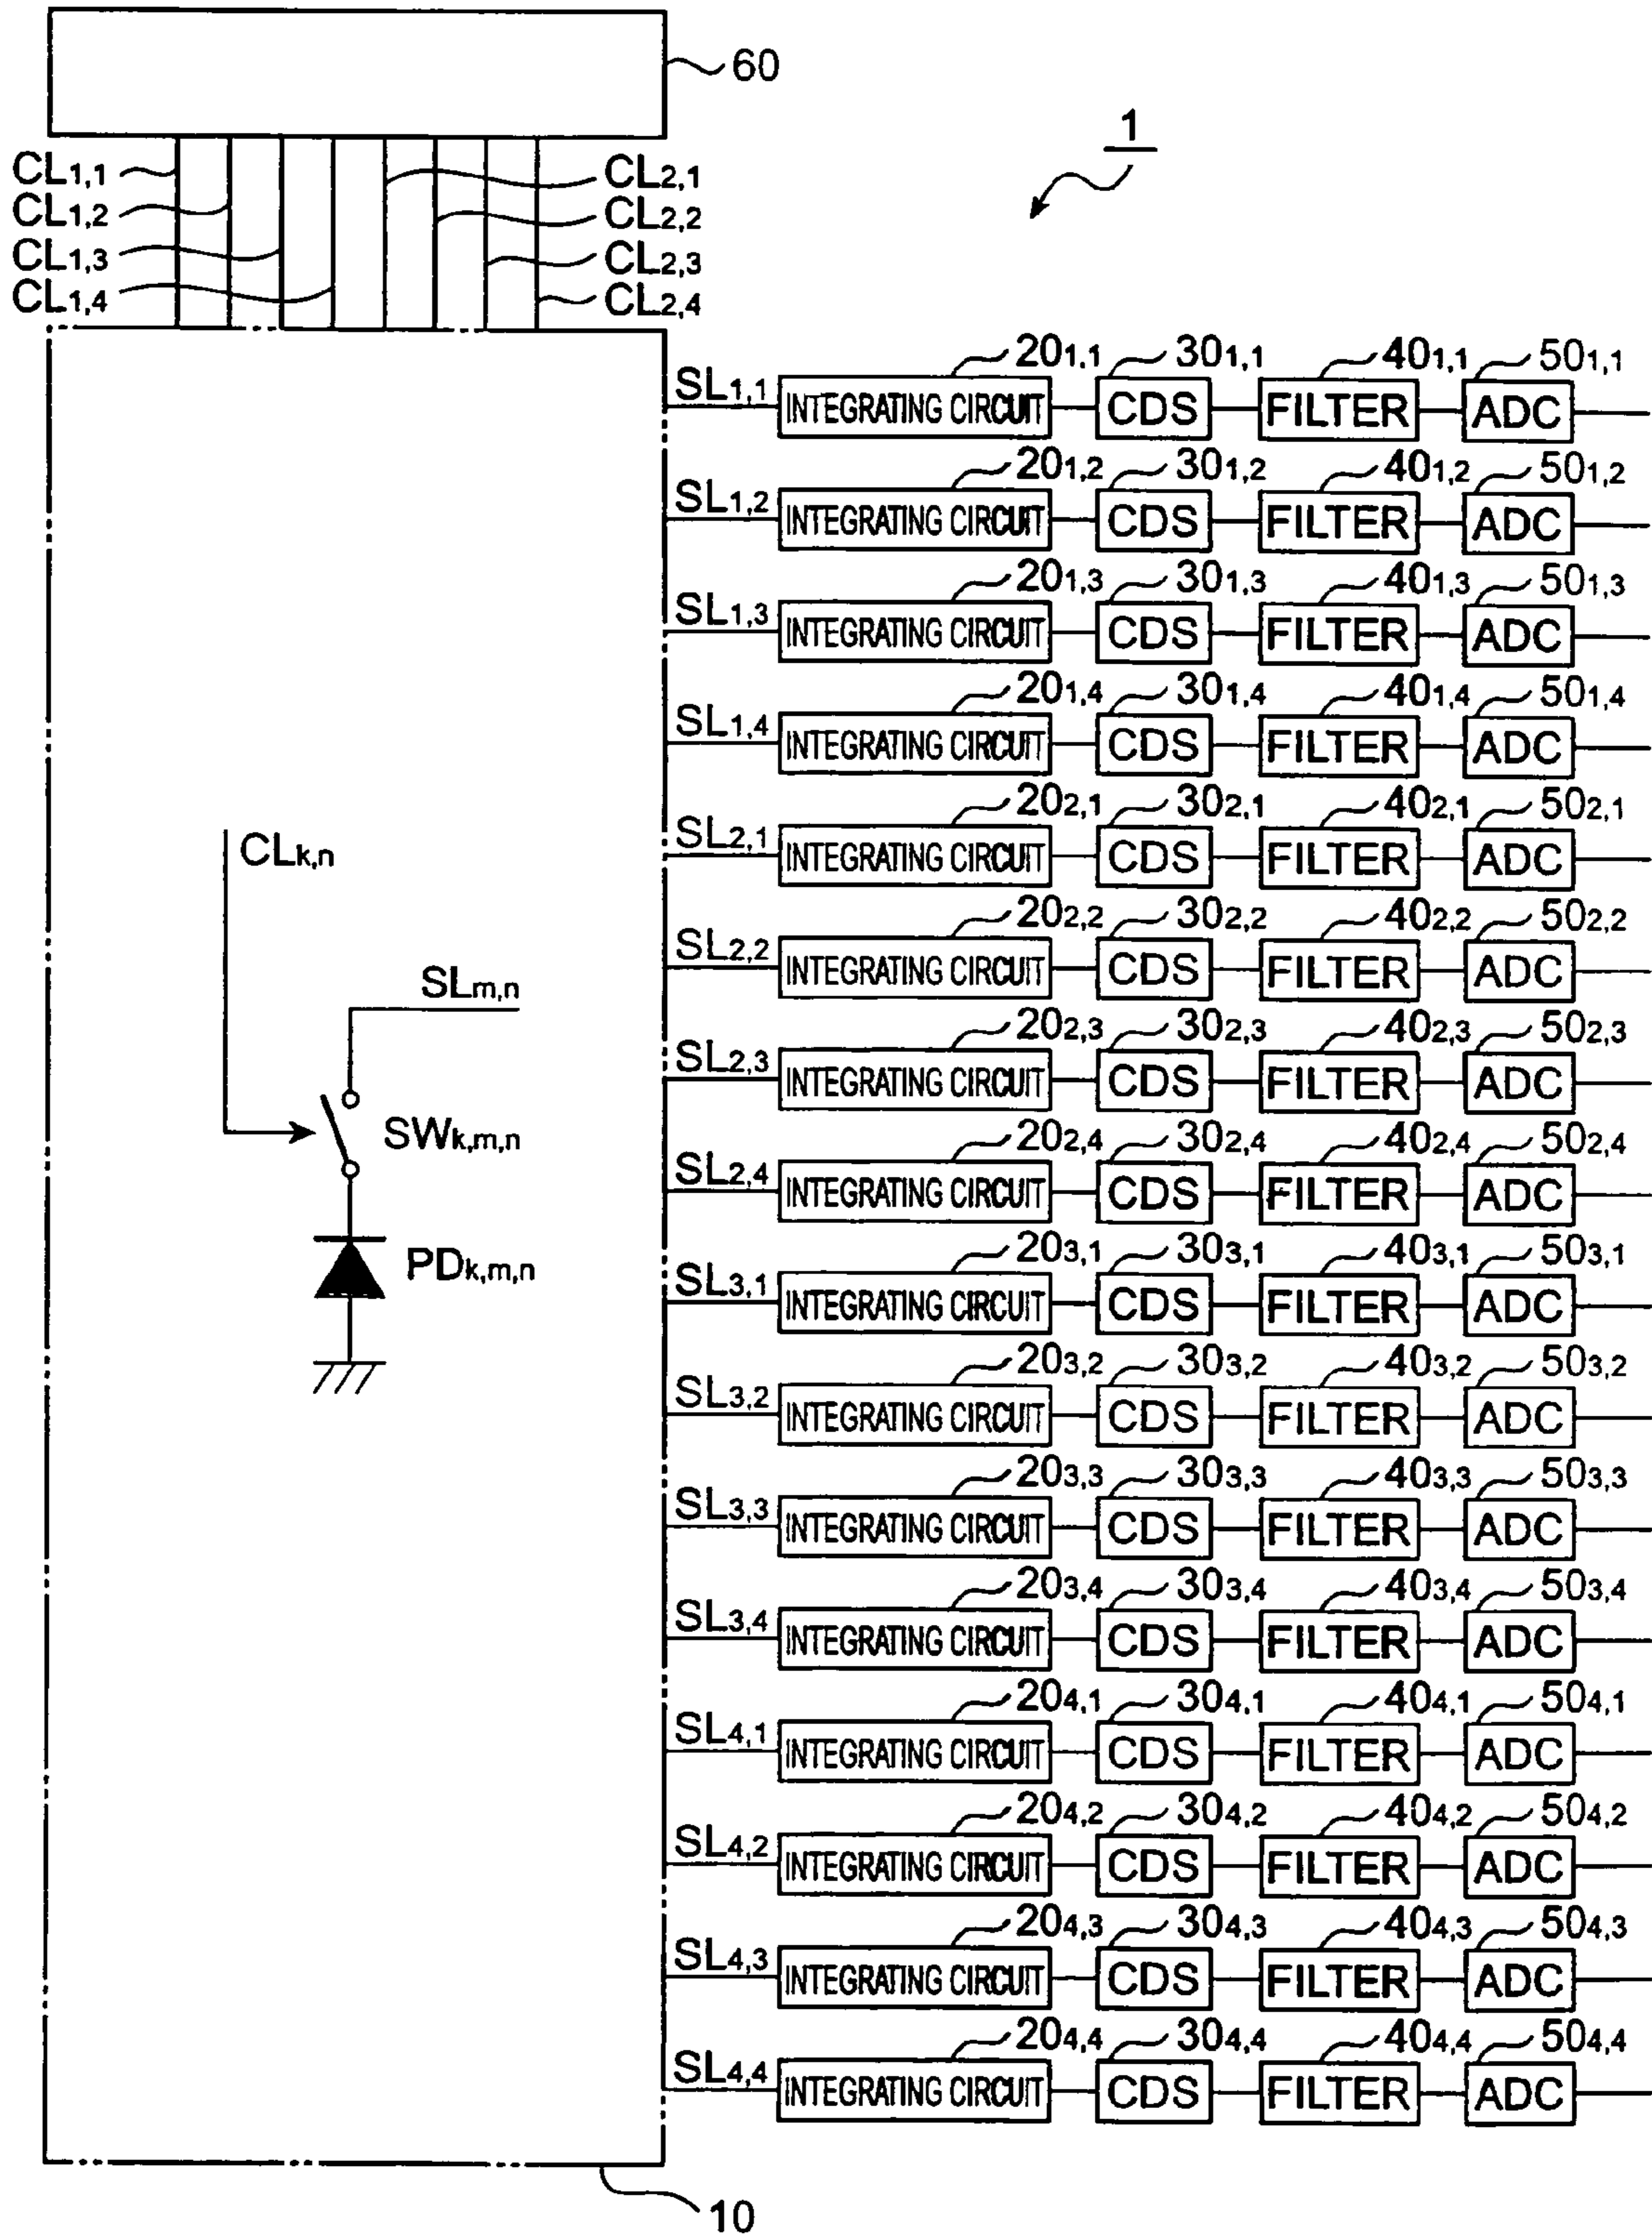 60
1
CL1,1
CL1,2
CL1,3
CL1,4
CL2,1
CL2,2
CL2,3
CL2,4
SL1,1 INTEGRATING CIRCUIT 201,1 CDS 301,1 FILTER 401,1 ADC 501,1
SL1,2 INTEGRATING CIRCUIT 201,2 CDS 301,2 FILTER 401,2 ADC 501,2
SL1,3 INTEGRATING CIRCUIT 201,3 CDS 301,3 FILTER 401,3 ADC 501,3
SL1,4 INTEGRATING CIRCUIT 201,4 CDS 301,4 FILTER 401,4 ADC 501,4
SL2,1 INTEGRATING CIRCUIT 202,1 CDS 302,1 FILTER 402,1 ADC 502,1
SL2,2 INTEGRATING CIRCUIT 202,2 CDS 302,2 FILTER 402,2 ADC 502,2
SL2,3 INTEGRATING CIRCUIT 202,3 CDS 302,3 FILTER 402,3 ADC 502,3
SL2,4 INTEGRATING CIRCUIT 202,4 CDS 302,4 FILTER 402,4 ADC 502,4
SL3,1 INTEGRATING CIRCUIT 203,1 CDS 303,1 FILTER 403,1 ADC 503,1
SL3,2 INTEGRATING CIRCUIT 203,2 CDS 303,2 FILTER 403,2 ADC 503,2
SL3,3 INTEGRATING CIRCUIT 203,3 CDS 303,3 FILTER 403,3 ADC 503,3
SL3,4 INTEGRATING CIRCUIT 203,4 CDS 303,4 FILTER 403,4 ADC 503,4
SL4,1 INTEGRATING CIRCUIT 204,1 CDS 304,1 FILTER 404,1 ADC 504,1
SL4,2 INTEGRATING CIRCUIT 204,2 CDS 304,2 FILTER 404,2 ADC 504,2
SL4,3 INTEGRATING CIRCUIT 204,3 CDS 304,3 FILTER 404,3 ADC 504,3
SL4,4 INTEGRATING CIRCUIT 204,4 CDS 304,4 FILTER 404,4 ADC 504,4
CLk,n
SLm,n
SWk,m,n
PDk,m,n
10